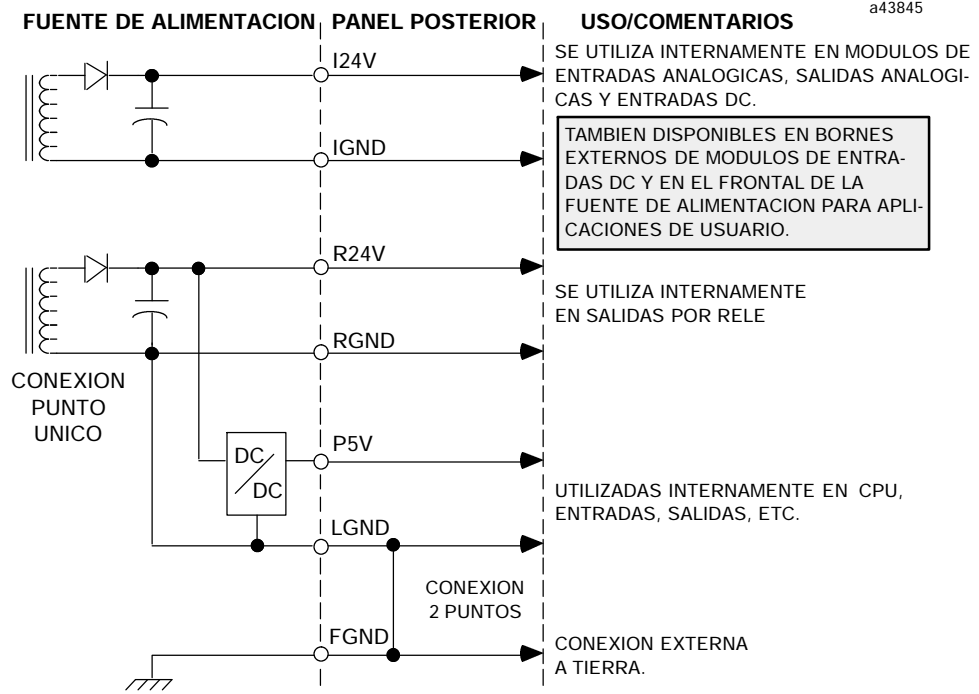 a43845
FUENTE DE ALIMENTACION
PANEL POSTERIOR
USO/COMENTARIOS
I24V
SE UTILIZA INTERNAMENTE EN MODULOS DE
ENTRADAS ANALOGICAS, SALIDAS ANALOGI-
CAS Y ENTRADAS DC.
IGND
TAMBIEN DISPONIBLES EN BORNES
EXTERNOS DE MODULOS DE ENTRA-
DAS DC Y EN EL FRONTAL DE LA
FUENTE DE ALIMENTACION PARA APLI-
CACIONES DE USUARIO.
R24V
SE UTILIZA INTERNAMENTE
EN SALIDAS POR RELE
RGND
CONEXION
PUNTO
UNICO
DC
DC
P5V
UTILIZADAS INTERNAMENTE EN CPU,
ENTRADAS, SALIDAS, ETC.
LGND
CONEXION
2 PUNTOS
FGND
CONEXION EXTERNA
A TIERRA.